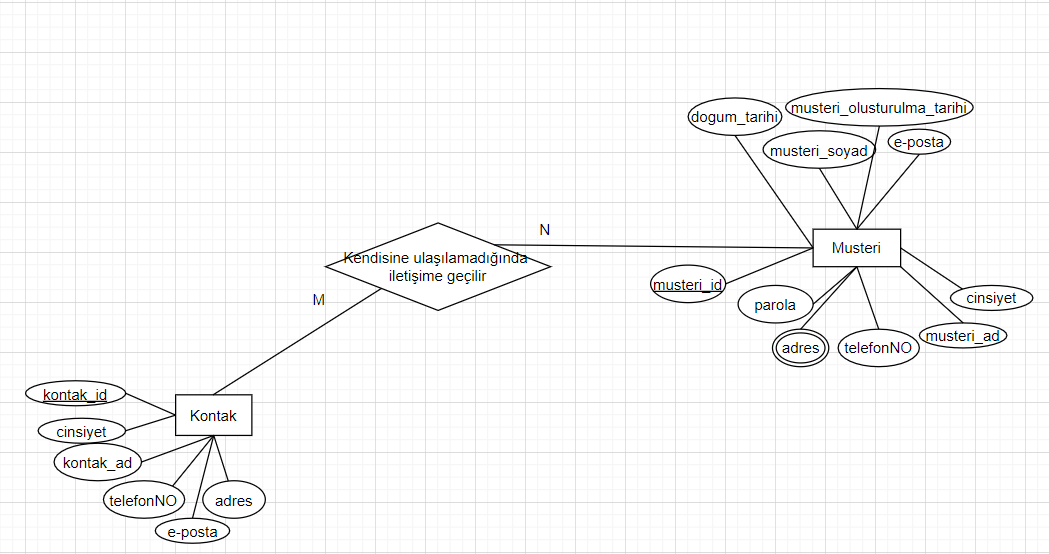 dogum_tarihi
musteri_olusturulma_tarihi
musteri_soyad
e-posta
N
Kendisine ulaşılamadığında
iletişime geçilir
Musteri
musteri_id
parola
cinsiyet
M
adres
telefonNO
musteri_ad
kontak_id
Kontak
cinsiyet
kontak_ad
telefonNO
adres
e-posta